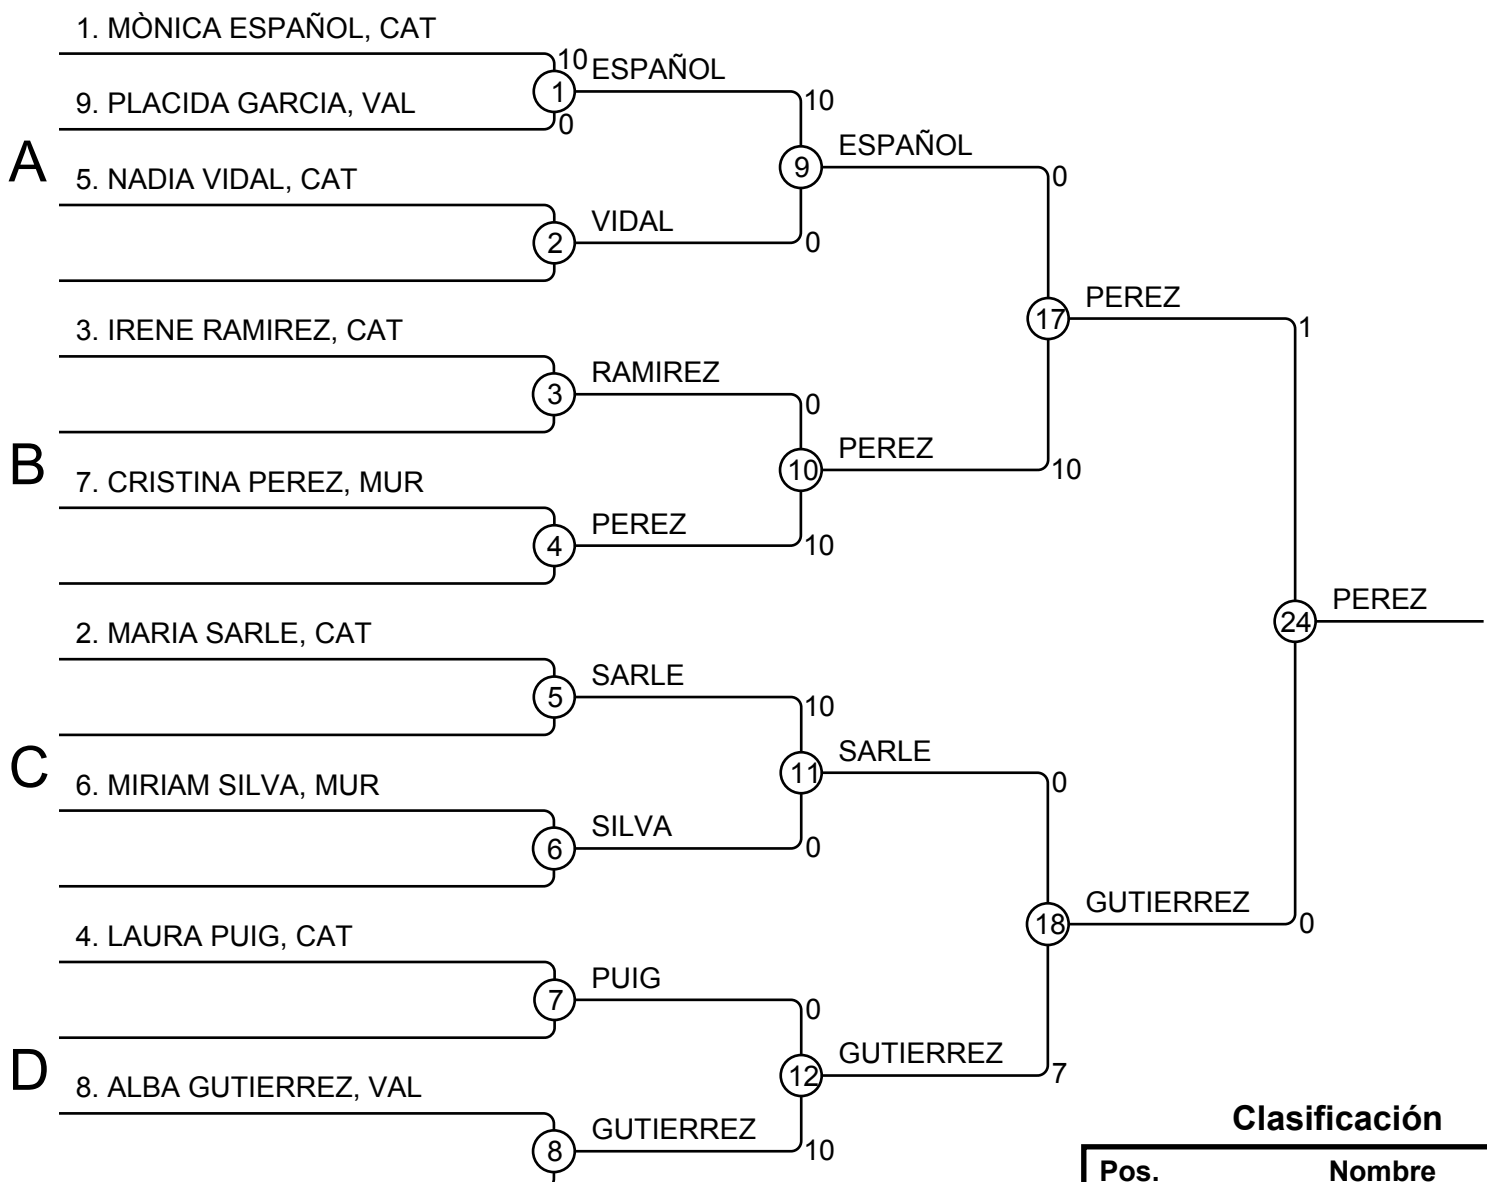 1. MÒNICA ESPAÑOL, CAT
10
ESPAÑOL
1
10
9. PLACIDA GARCIA, VAL
0
A
ESPAÑOL
9
0
5. NADIA VIDAL, CAT
VIDAL
2
0
PEREZ
17
1
3. IRENE RAMIREZ, CAT
RAMIREZ
3
0
B
PEREZ
10
10
7. CRISTINA PEREZ, MUR
PEREZ
4
10
PEREZ
24
2. MARIA SARLE, CAT
SARLE
5
10
C
SARLE
11
0
6. MIRIAM SILVA, MUR
SILVA
6
0
GUTIERREZ
18
0
4. LAURA PUIG, CAT
PUIG
7
0
D
GUTIERREZ
12
7
8. ALBA GUTIERREZ, VAL
GUTIERREZ
8
10
Clasificación
Pos. Nombre